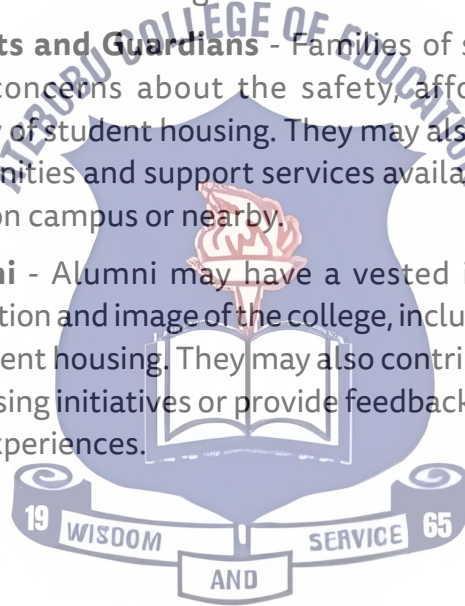 ATEBUBU COLLEGE OF EDUCATIO
ts and Guardians - Families of s
concerns about the safety, affo
y of student housing. They may als
nities and support services availa
on campus or nearby.
ni - Alumni may have a vested i
tion and image of the college, inclu
ent housing. They may also contri
sing initiatives or provide feedback
xperiences.
19 WISDOM AND SERVICE 65